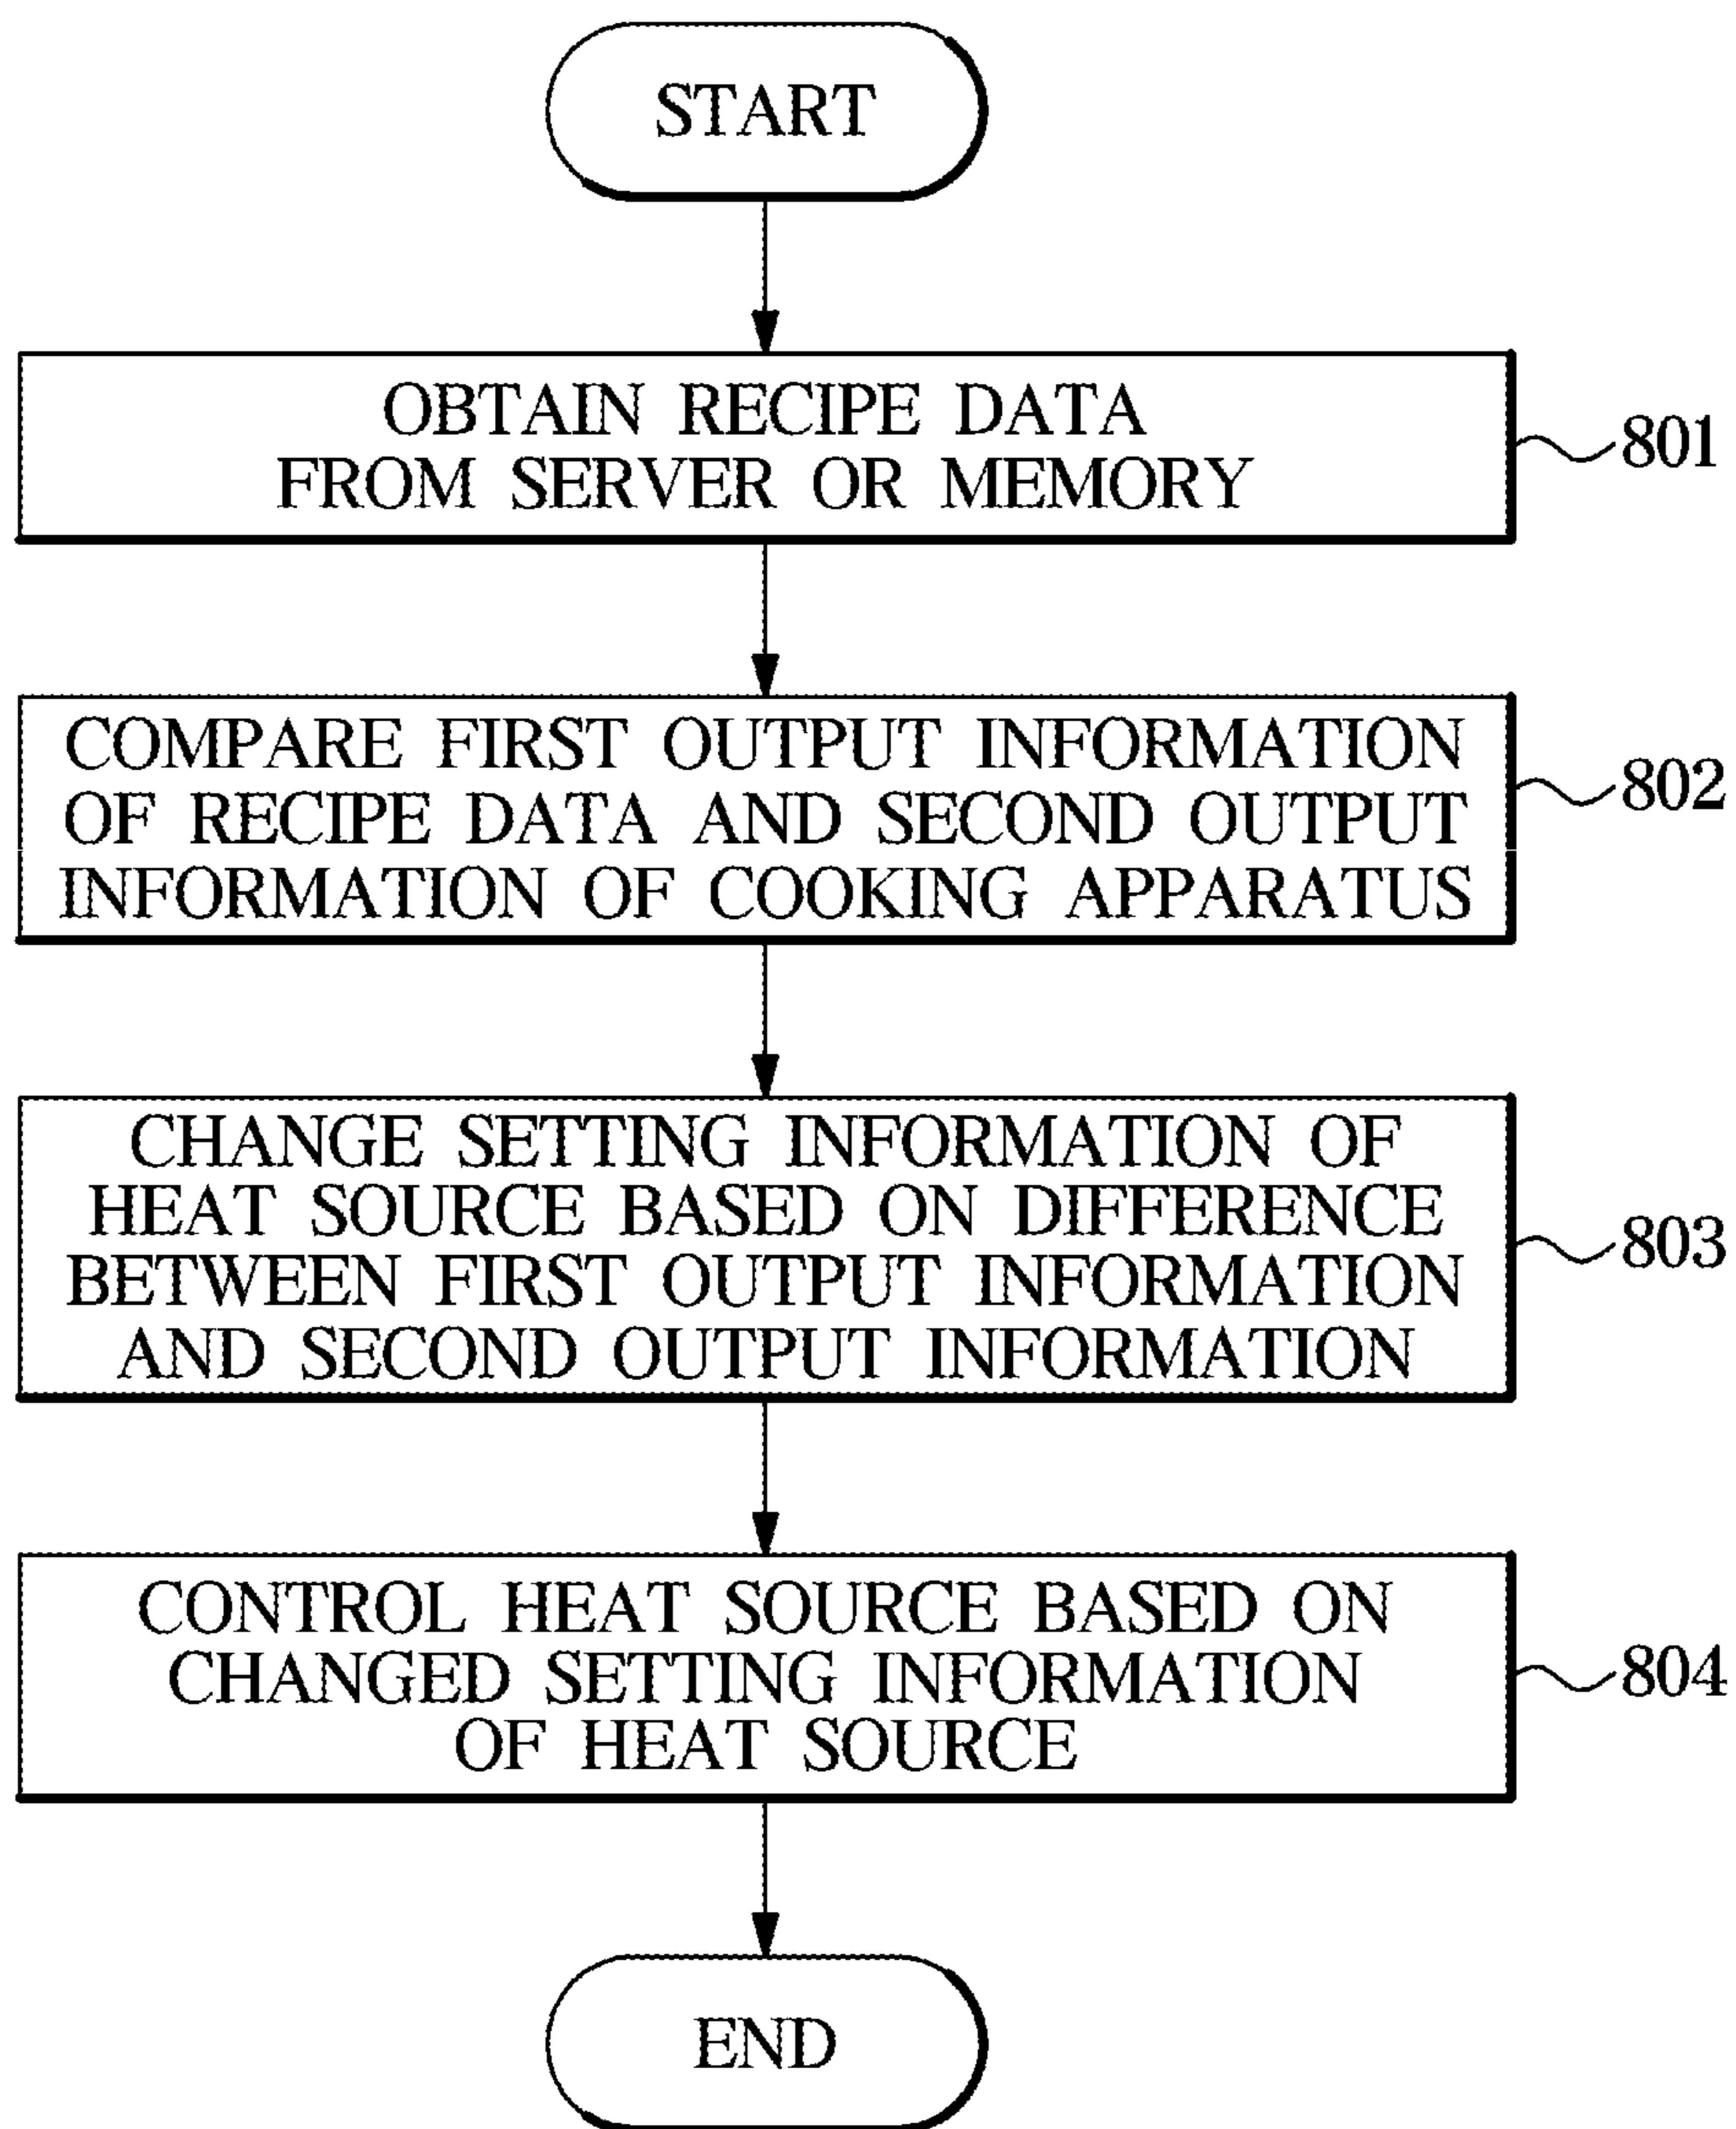 START
OBTAIN RECIPE DATA
FROM SERVER OR MEMORY
801
COMPARE FIRST OUTPUT INFORMATION
OF RECIPE DATA AND SECOND OUTPUT
INFORMATION OF COOKING APPARATUS
802
CHANGE SETTING INFORMATION OF
HEAT SOURCE BASED ON DIFFERENCE
BETWEEN FIRST OUTPUT INFORMATION
AND SECOND OUTPUT INFORMATION
803
CONTROL HEAT SOURCE BASED ON
CHANGED SETTING INFORMATION
OF HEAT SOURCE
804
END